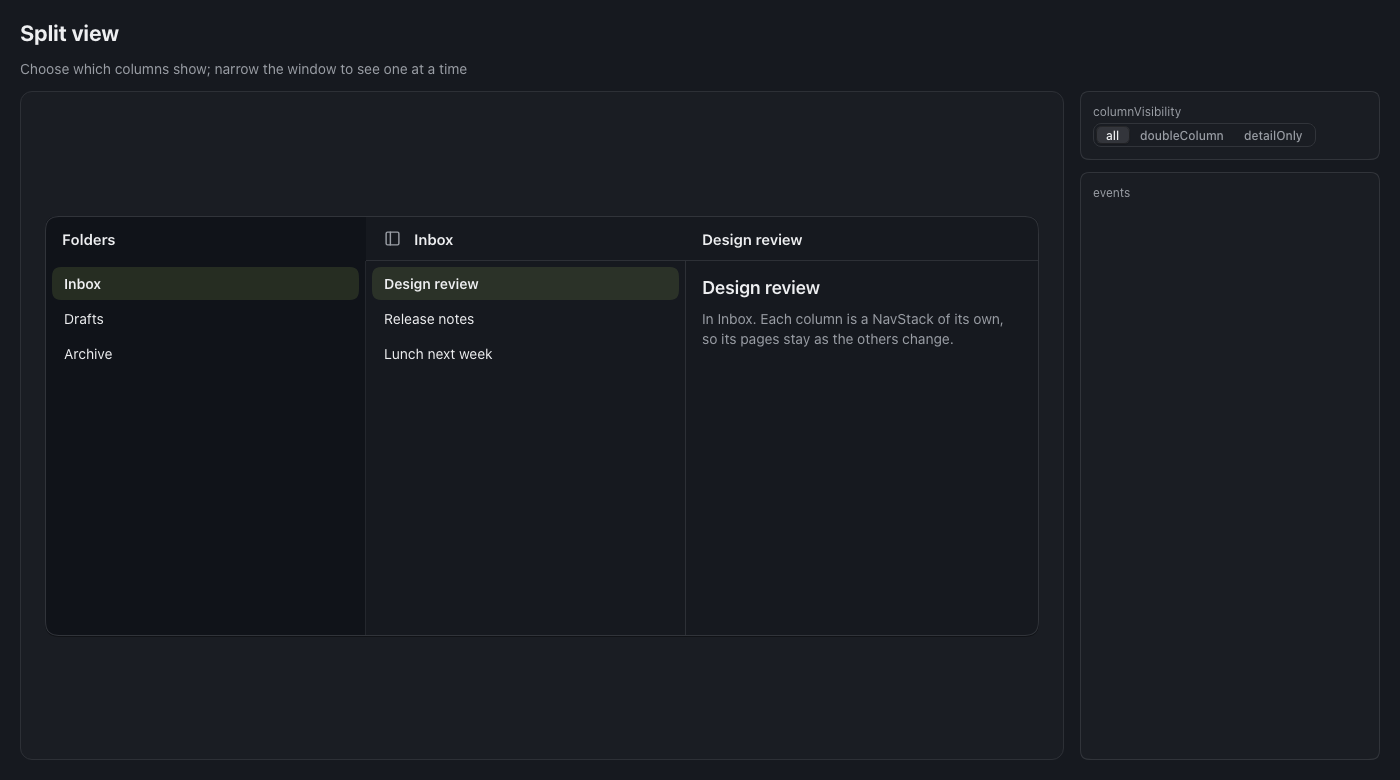 Split view
Choose which columns show; narrow the window to see one at a time
Folders
Inbox
Drafts
Archive
Inbox
Design review
Release notes
Lunch next week
Design review
Design review
In Inbox. Each column is a NavStack of its own,
so its pages stay as the others change.
columnVisibility
all doubleColumn detailOnly
events